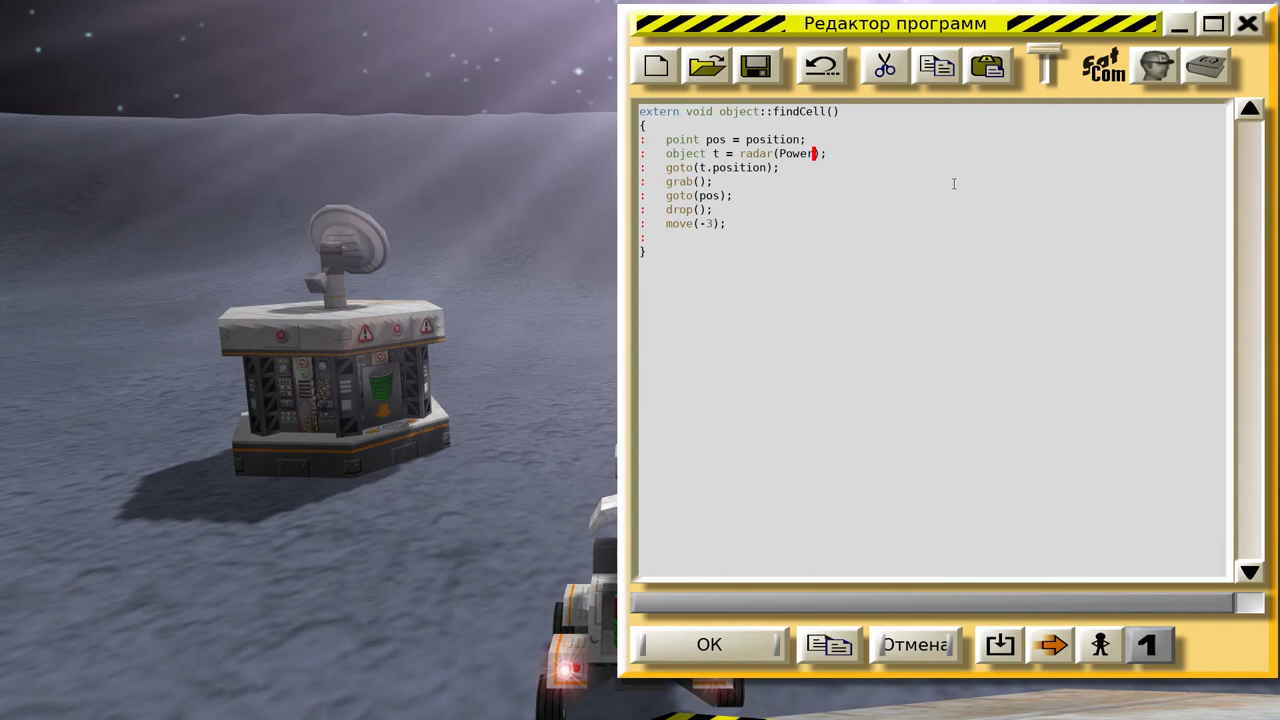 Редактор программ
Sat
Com
extern void object::findCell()
{
:   point pos = position;
:   object t = radar(Power);
:   goto(t.position);
:   grab();
:   goto(pos);
:   drop();
:   move(-3);
:
}
OK
Отмена
1